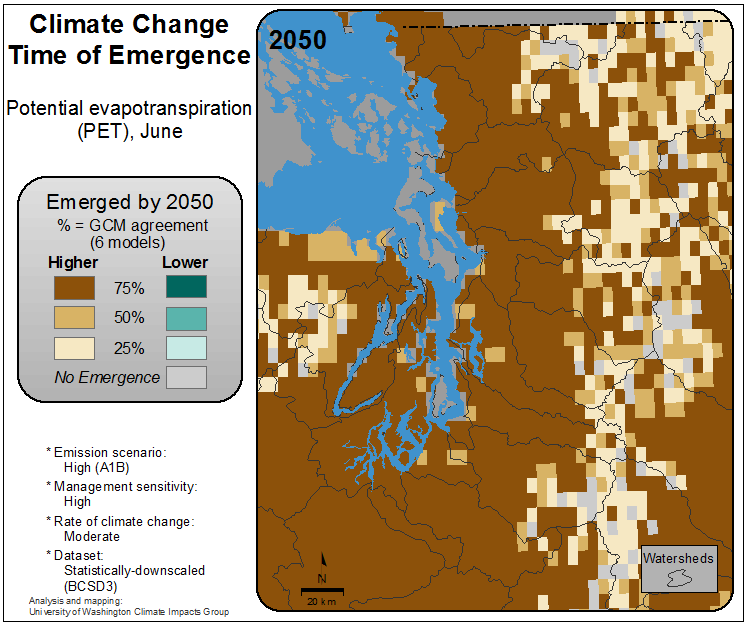 Climate Change
Time of Emergence
Potential evapotranspiration
(PET), June
Emerged by 2050
% = GCM agreement
(6 models)
Higher Lower
75%
50%
25%
No Emergence
* Emission scenario:
High (A1B)
* Management sensitivity:
High
* Rate of climate change:
Moderate
* Dataset:
Statistically-downscaled
(BCSD3)
Analysis and mapping:
University of Washington Climate Impacts Group
2050
N
20 km
Watersheds